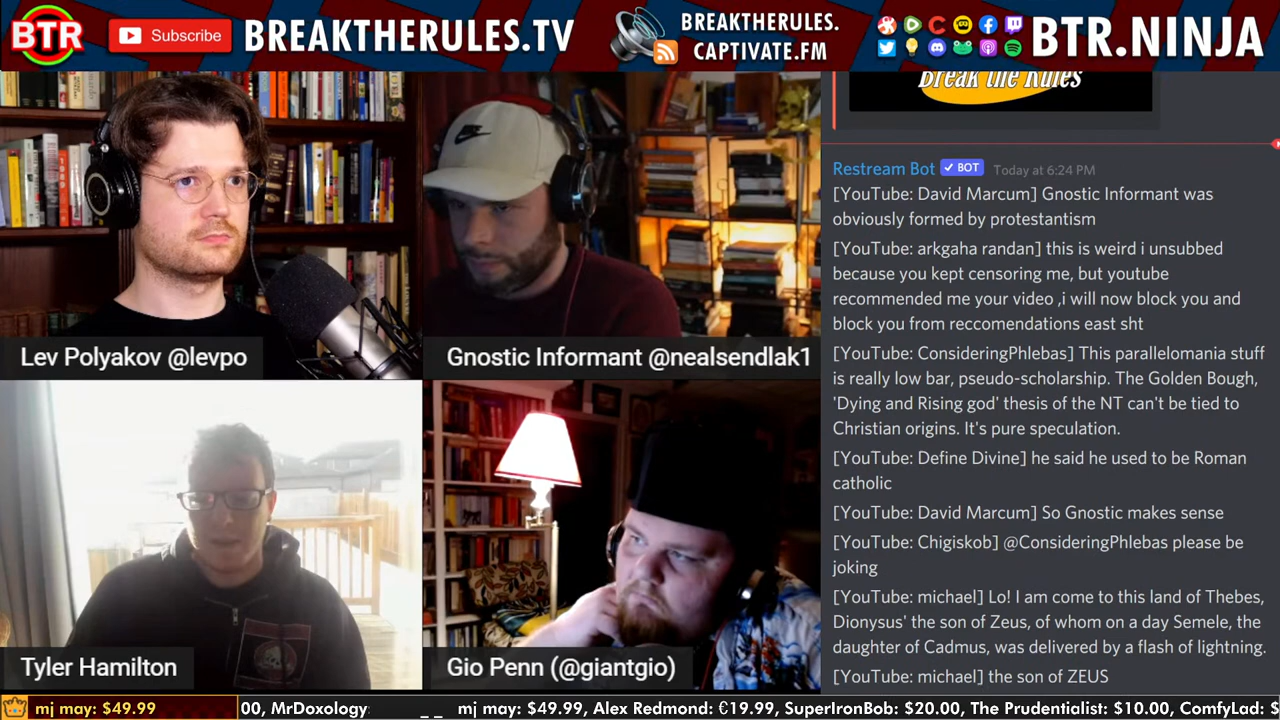 BTR
Subscribe
BREAKTHERULES.TV
BREAKTHERULES.
CAPTIVATE.FM
BTR.NINJA
Break the Rules
Restream Bot BOT Today at 6:24 PM
[YouTube: David Marcum] Gnostic Informant was
obviously formed by protestantism
[YouTube: arkgaha randan] this is weird i unsubbed
because you kept censoring me, but youtube
recommended me your video ,i will now block you and
block you from reccomendations east sht
[YouTube: ConsideringPhlebas] This parallelomania stuff
is really low bar, pseudo-scholarship. The Golden Bough,
'Dying and Rising god' thesis of the NT can't be tied to
Christian origins. It's pure speculation.
[YouTube: Define Divine] he said he used to be Roman
catholic
[YouTube: David Marcum] So Gnostic makes sense
[YouTube: Chigiskob] @ConsideringPhlebas please be
joking
[YouTube: michael] Lo! I am come to this land of Thebes,
Dionysus' the son of Zeus, of whom on a day Semele, the
daughter of Cadmus, was delivered by a flash of lightning.
[YouTube: michael] the son of ZEUS
Lev Polyakov @levpo
Gnostic Informant @nealsendlak1
Tyler Hamilton
Gio Penn (@giantgio)
mj may: $49.99
00, MrDoxology
_ _ mj may: $49.99, Alex Redmond: €19.99, SuperIronBob: $20.00, The Prudentialist: $10.00, ComfyLad: $